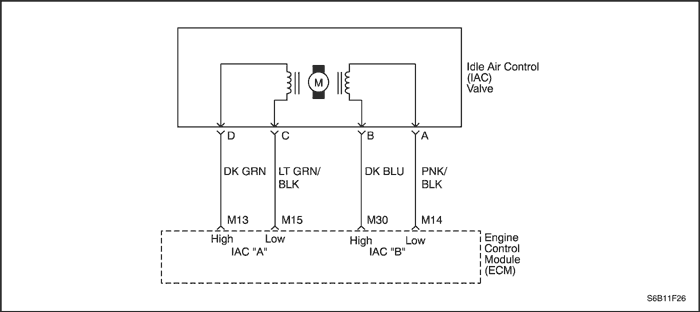 M
Idle Air Control
(IAC)
Valve
D C B A
DK GRN LT GRN/
BLK DK BLU PNK/
BLK
M13 M15 M30 M14
High Low High Low
IAC "A" IAC "B"
Engine
Control
Module
(ECM)
S6B11F26